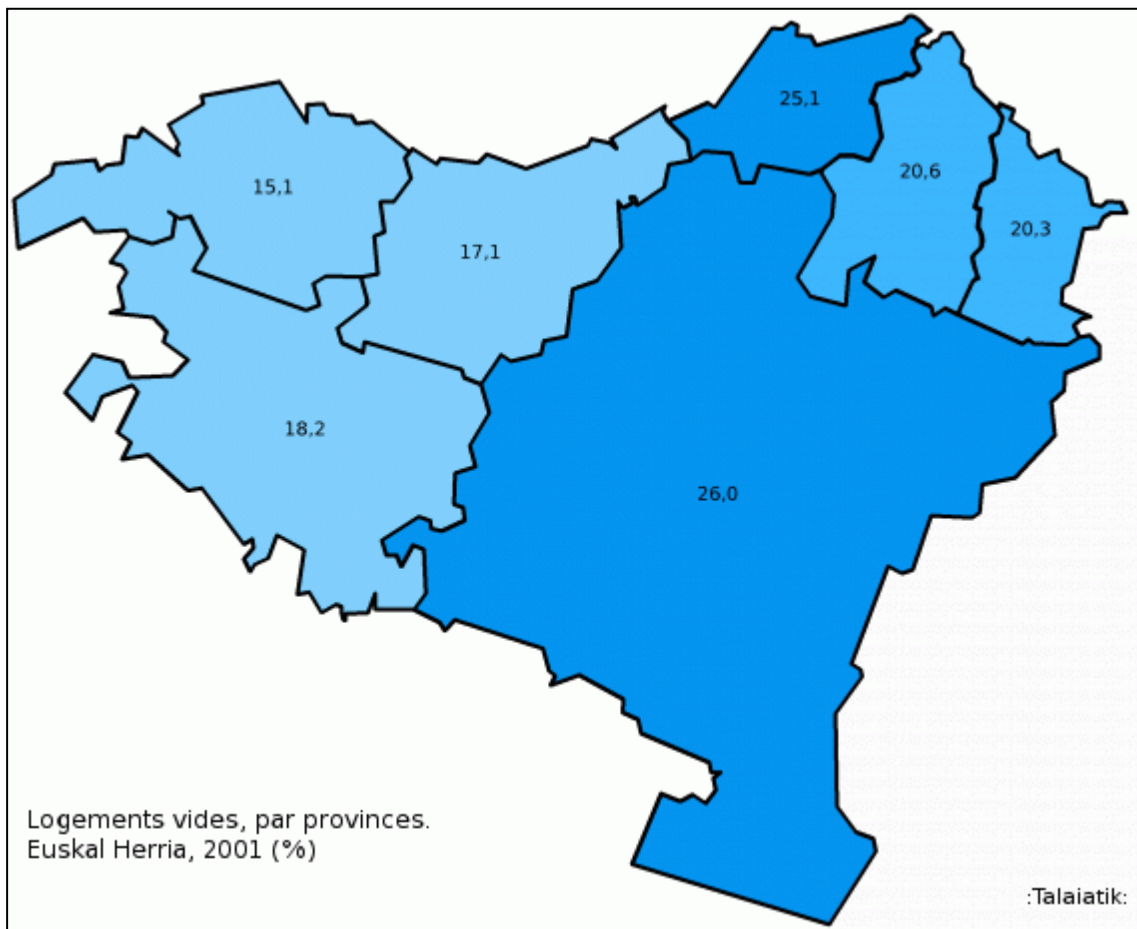 25,1
15,1
20,6
20,3
17,1
18,2
26,0
Logements vides, par provinces.
Euskal Herria, 2001 (%)
:Talaiatik: